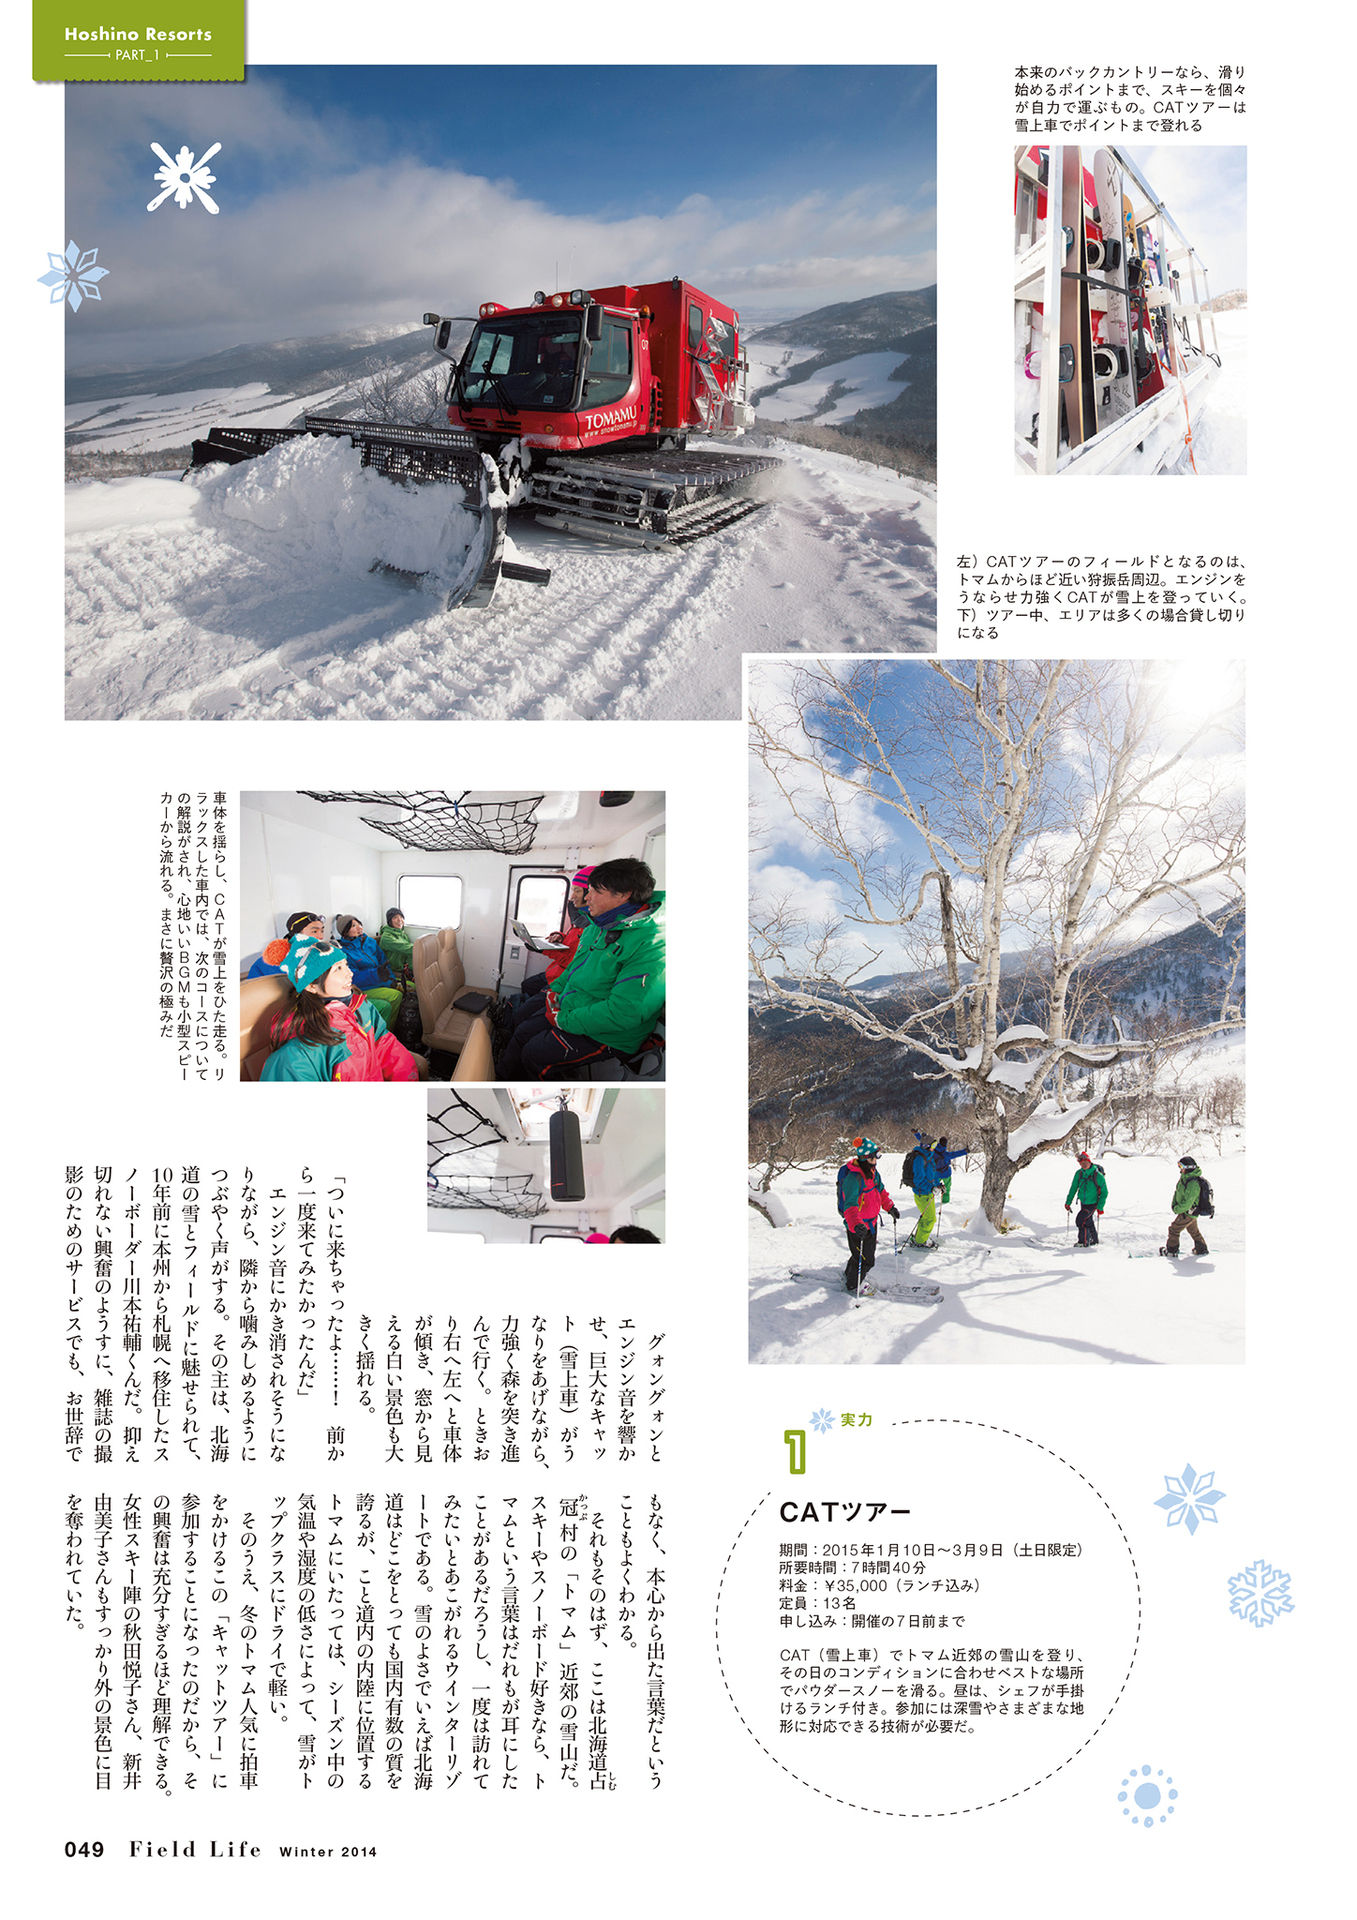 Hoshino Resorts
PART_1
本来のバックカントリーなら、滑り
始めるポイントまで、スキーを個々
が自力で運ぶもの。CATツアーは
雪上車でポイントまで登れる
07
TOMAMU
www.snowtomamu.jp
左）CATツアーのフィールドとなるのは、
トマムからほど近い狩振岳周辺。エンジンを
うならせ力強くCATが雪上を登っていく。
下）ツアー中、エリアは多くの場合貸し切り
になる
車体を揺らし、CATが雪上をひた走る。リ
ラックスした車内では、次のコースについて
の解説がされ、心地いいBGMも小型スピー
カーから流れる。まさに贅沢の極みだ
グォングォンと
エンジン音を響か
せ、巨大なキャッ
ト（雪上車）がう
なりをあげながら、
力強く森を突き進
んで行く。ときお
り右へ左へと車体
が傾き、窓から見
える白い景色も大
きく揺れる。
「ついに来ちゃったよ……！　前か
ら一度来てみたかったんだ」
エンジン音にかき消されそうにな
りながら、隣から噛みしめるように
つぶやく声がする。その主は、北海
道の雪とフィールドに魅せられて、
10年前に本州から札幌へ移住したス
ノーボーダー川本祐輔くんだ。抑え
切れない興奮のようすに、雑誌の撮
影のためのサービスでも、お世辞で
もなく、本心から出た言葉だという
こともよくわかる。
それもそのはず、ここは北海道占
しむ
冠村の「トマム」近郊の雪山だ。
かっぷ
スキーやスノーボード好きなら、ト
マムという言葉はだれもが耳にした
ことがあるだろうし、一度は訪れて
みたいとあこがれるウインターリゾ
ートである。雪のよさでいえば北海
道はどこをとっても国内有数の質を
誇るが、こと道内の内陸に位置する
トマムにいたっては、シーズン中の
気温や湿度の低さによって、雪がト
ップクラスにドライで軽い。
そのうえ、冬のトマム人気に拍車
をかけるこの「キャットツアー」に
参加することになったのだから、そ
の興奮は充分すぎるほど理解できる。
女性スキー陣の秋田悦子さん、新井
由美子さんもすっかり外の景色に目
を奪われていた。
1 実力
CATツアー
期間：2015年1月10日〜3月9日（土日限定）
所要時間：7時間40分
料金：￥35,000（ランチ込み）
定員：13名
申し込み：開催の7日前まで
CAT（雪上車）でトマム近郊の雪山を登り、
その日のコンディションに合わせベストな場所
でパウダースノーを滑る。昼は、シェフが手掛
けるランチ付き。参加には深雪やさまざまな地
形に対応できる技術が必要だ。
049 Field Life Winter 2014